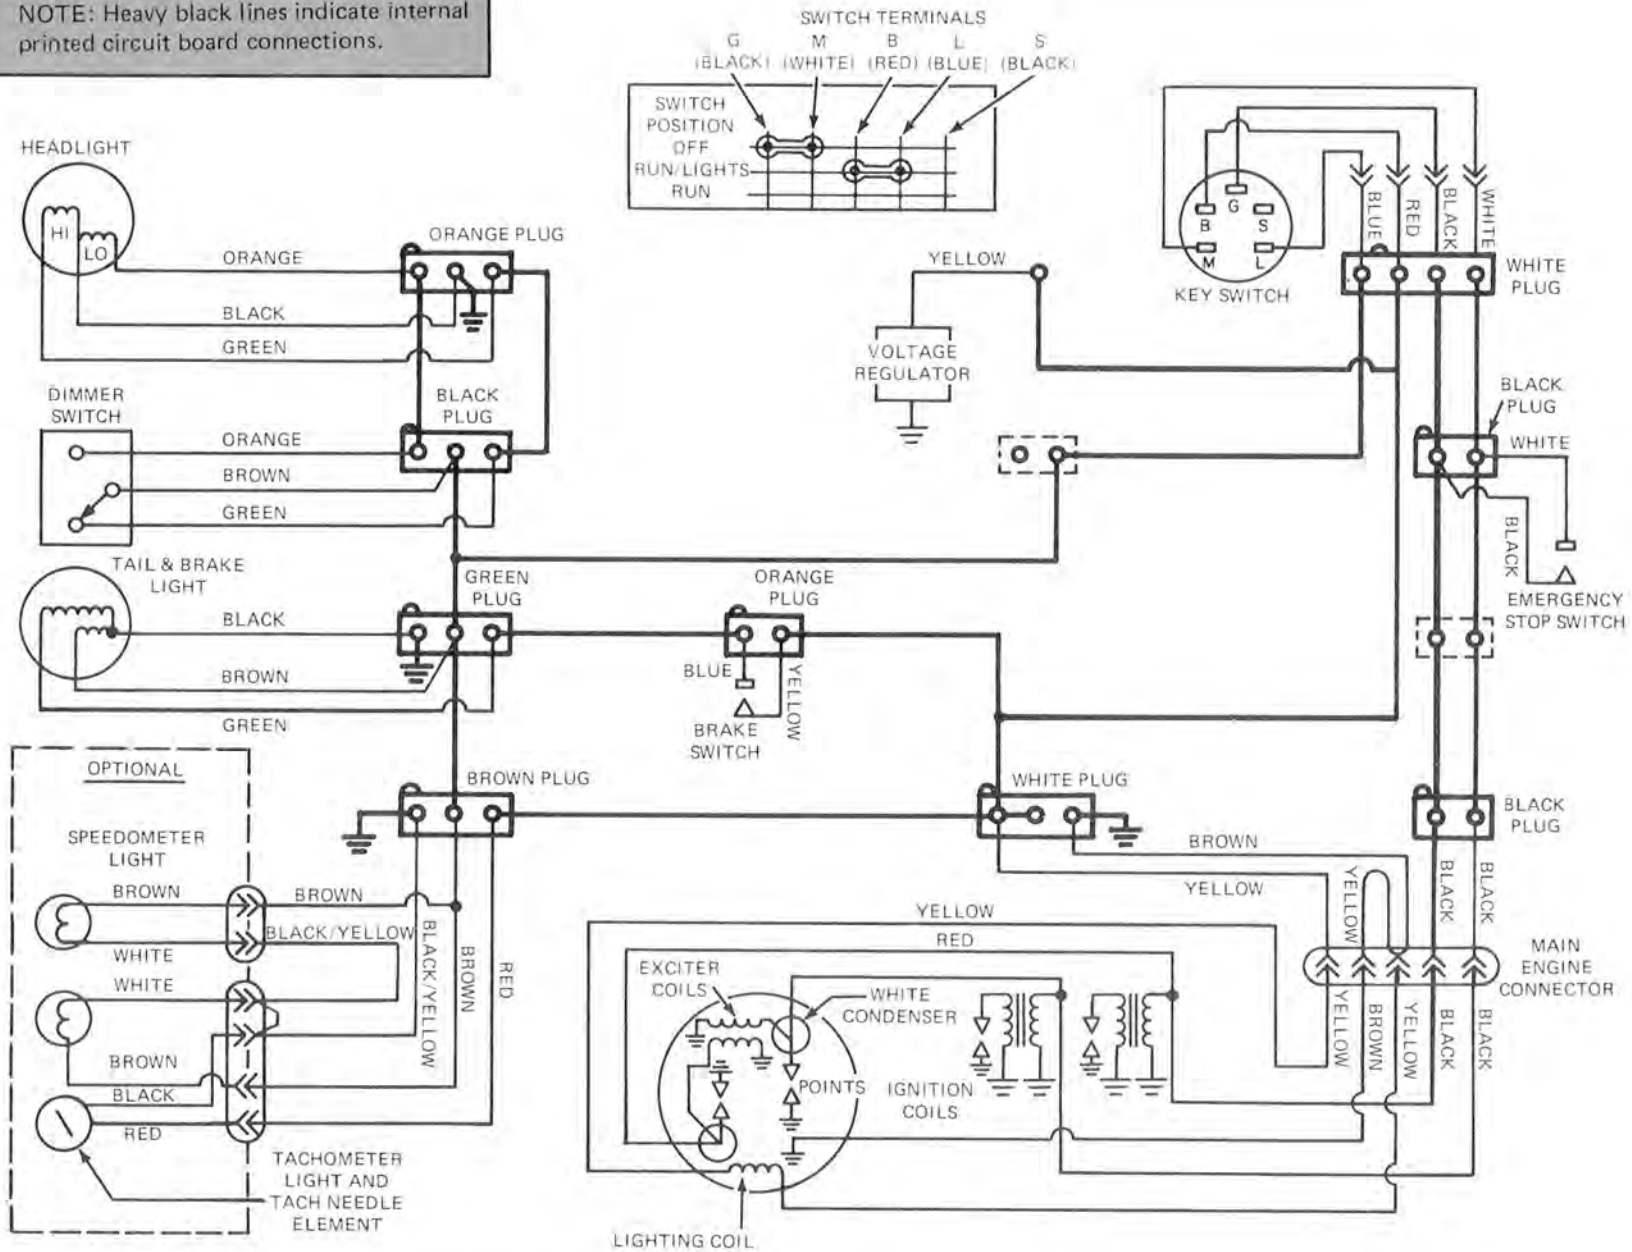 NOTE: Heavy black lines indicate internal
printed circuit board connections.
SWITCH TERMINALS
G M B L S
(BLACK) (WHITE) (RED) (BLUE) (BLACK)
SWITCH
POSITION
OFF
RUN/LIGHTS
RUN
HEADLIGHT
HI
LO
ORANGE
BLACK
GREEN
ORANGE PLUG
DIMMER
SWITCH
ORANGE
BROWN
GREEN
BLACK
PLUG
TAIL & BRAKE
LIGHT
BLACK
BROWN
GREEN
GREEN
PLUG
ORANGE
PLUG
BLUE
YELLOW
BRAKE
SWITCH
YELLOW
VOLTAGE
REGULATOR
B
G
S
M
L
KEY SWITCH
BLUE
RED
BLACK
WHITE
WHITE
PLUG
BLACK
PLUG
WHITE
BLACK
EMERGENCY
STOP SWITCH
OPTIONAL
SPEEDOMETER
LIGHT
BROWN
WHITE
WHITE
BROWN
BLACK
RED
BROWN
BLACK/YELLOW
BLACK/YELLOW
BROWN
RED
BROWN PLUG
TACHOMETER
LIGHT AND
TACH NEEDLE
ELEMENT
WHITE PLUG
BROWN
YELLOW
BLACK
PLUG
YELLOW
BLACK
BLACK
MAIN
ENGINE
CONNECTOR
YELLOW
BROWN
YELLOW
BLACK
BLACK
YELLOW
RED
EXCITER
COILS
WHITE
CONDENSER
POINTS
IGNITION
COILS
LIGHTING COIL